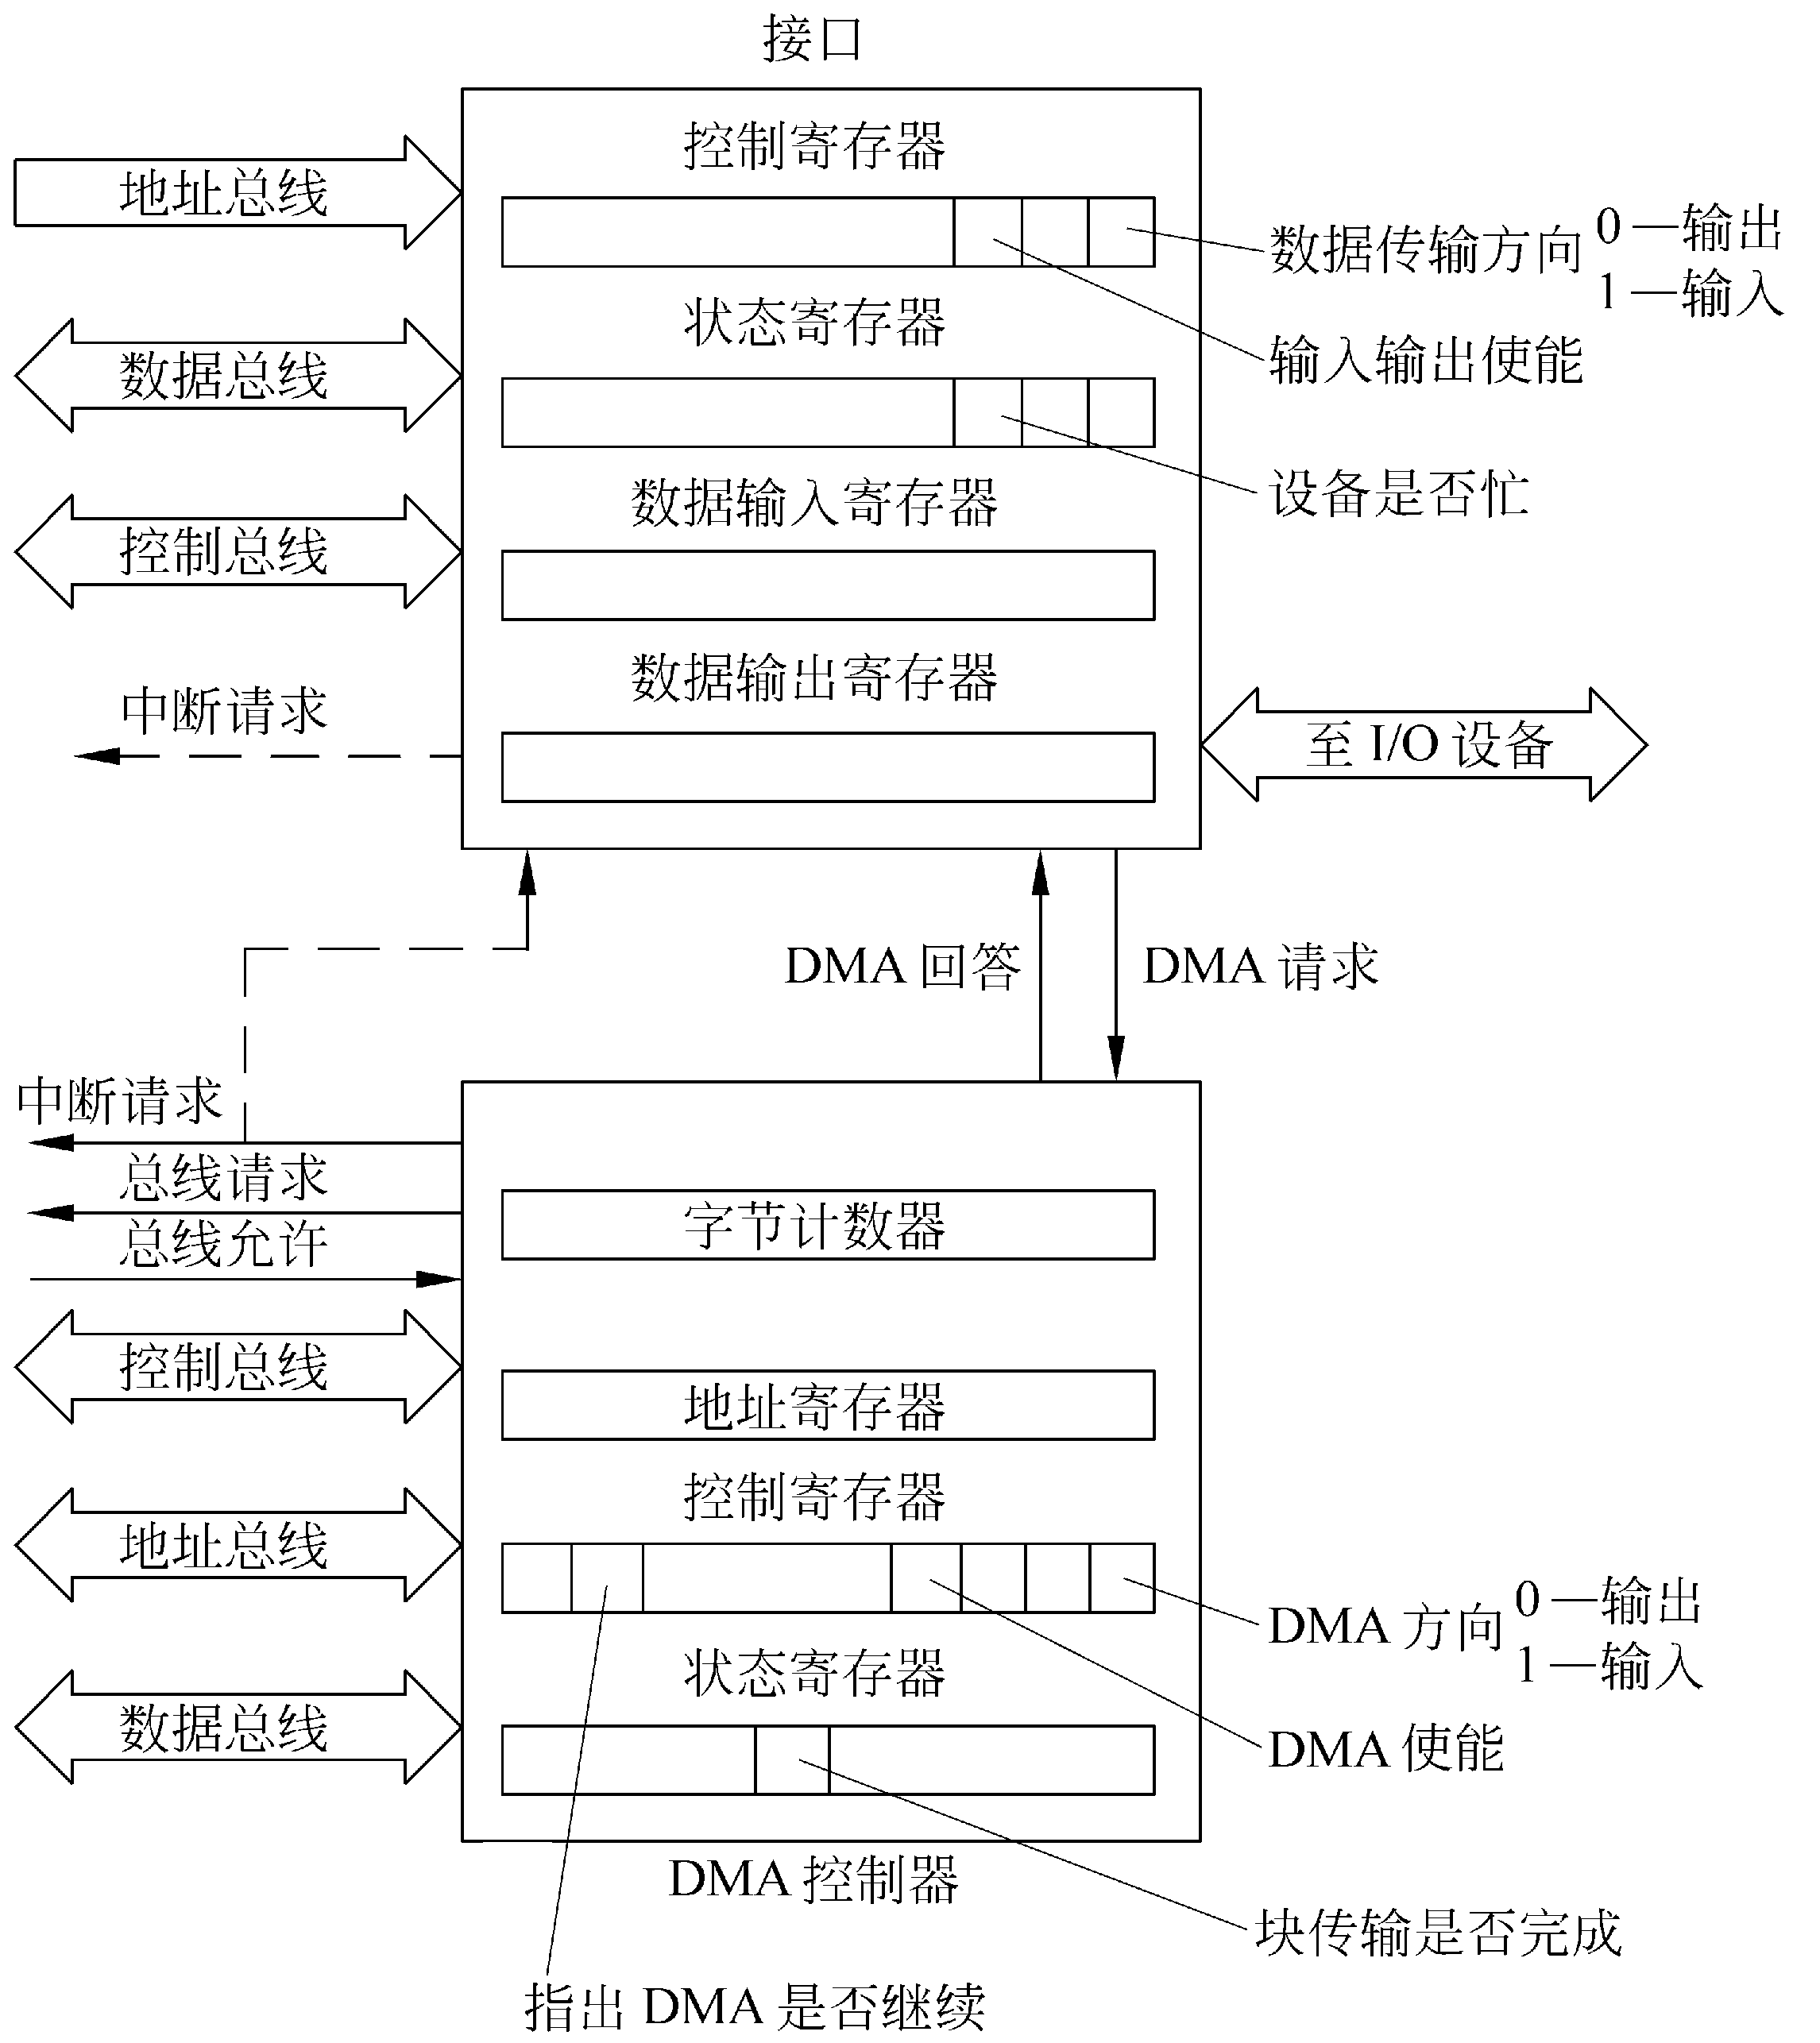 接口
控制寄存器
地址总线
数据传输方向
0—输出
1—输入
状态寄存器
输入输出使能
数据总线
设备是否忙
数据输入寄存器
控制总线
数据输出寄存器
中断请求
至 I/O 设备
DMA 回答
DMA 请求
中断请求
总线请求
字节计数器
总线允许
控制总线
地址寄存器
控制寄存器
地址总线
DMA 方向
0—输出
1—输入
状态寄存器
数据总线
DMA 使能
DMA 控制器
块传输是否完成
指出 DMA 是否继续